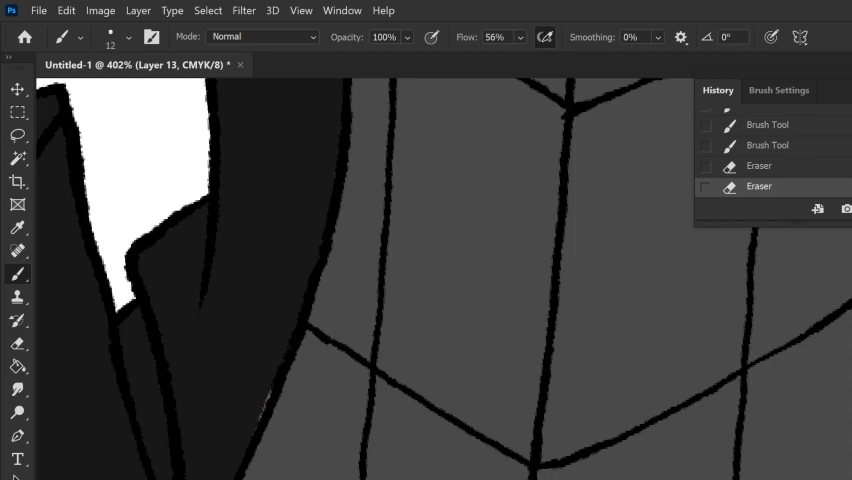 Ps File Edit Image Layer Type Select Filter 3D View Window Help
12 Mode: Normal Opacity: 100% Flow: 56% Smoothing: 0% 0°
Untitled-1 @ 402% (Layer 13, CMYK/8) * ×
History Brush Settings
Brush Tool
Brush Tool
Eraser
Eraser